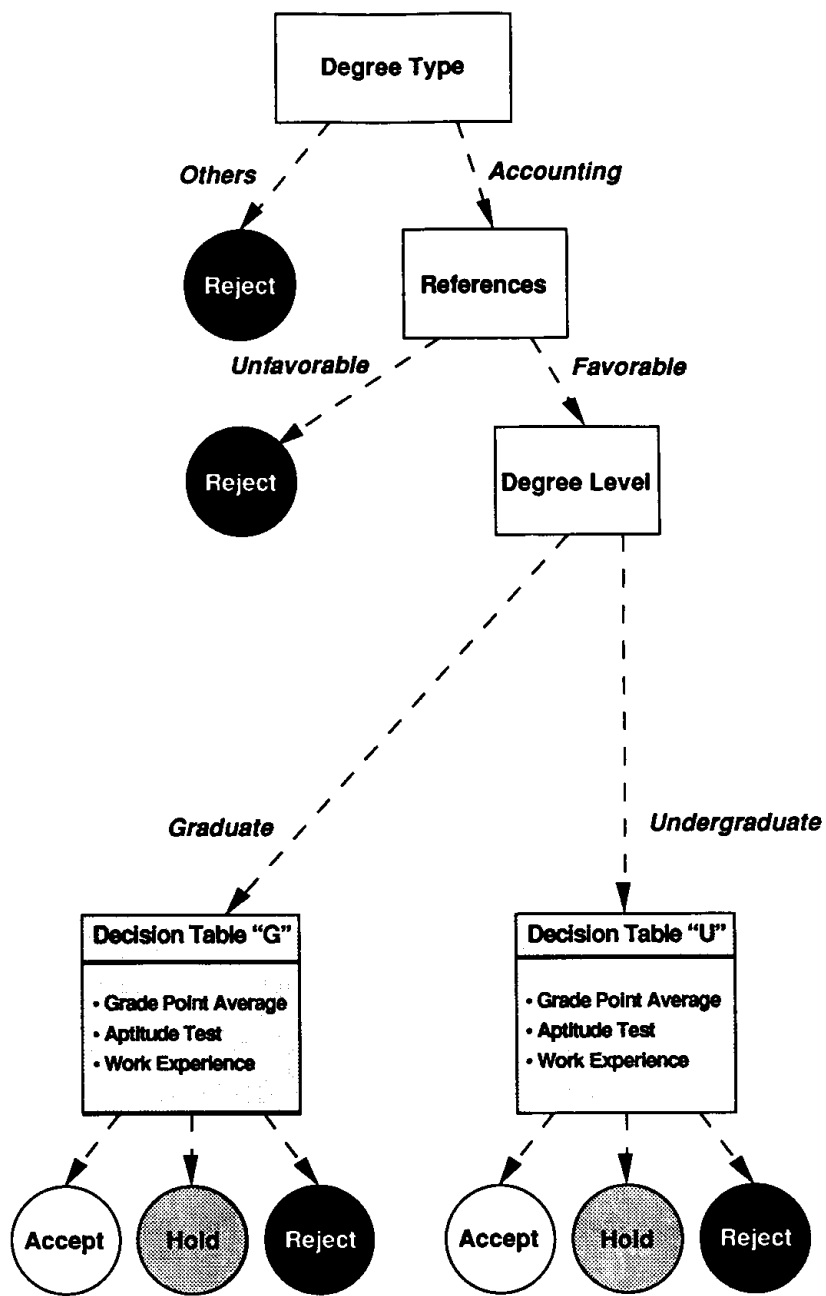 Degree Type
Others
Accounting
Reject
References
Unfavorable
Favorable
Reject
Degree Level
Graduate
Undergraduate
Decision Table “G”
• Grade Point Average
• Aptitude Test
• Work Experience
Decision Table “U”
• Grade Point Average
• Aptitude Test
• Work Experience
Accept
Hold
Reject
Accept
Hold
Reject